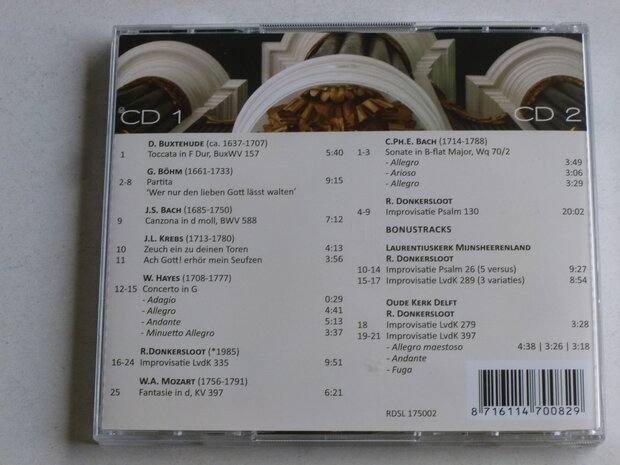 CD 1
D. BUXTEHUDE (ca. 1637-1707)
1 Toccata in F Dur, BuxWV 157 5:40
G. BÖHM (1661-1733)
2-8 Partita 9:15
‘Wer nur den lieben Gott lässt walten’
J.S. BACH (1685-1750)
9 Canzona in d moll, BWV 588 7:12
J.L. KREBS (1713-1780)
10 Zeuch ein zu deinen Toren 4:13
11 Ach Gott! erhör mein Seufzen 3:56
W. HAYES (1708-1777)
12-15 Concerto in G
- Adagio 0:29
- Allegro 4:41
- Andante 5:13
- Minuetto Allegro 3:37
R.DONKERSLOOT (*1985)
16-24 Improvisatie LvdK 335 9:51
W.A. MOZART (1756-1791)
25 Fantasie in d, KV 397 6:21
CD 2
C.PH.E. BACH (1714-1788)
1-3 Sonate in B-flat Major, Wq 70/2
- Allegro 3:49
- Arioso 3:06
- Allegro 3:29
R. DONKERSLOOT
4-9 Improvisatie Psalm 130 20:02
BONUSTRACKS
LAURENTIUSKERK MIJNSHEERENLAND
R. DONKERSLOOT
10-14 Improvisatie Psalm 26 (5 versus) 9:27
15-17 Improvisatie LvdK 289 (3 variaties) 8:54
OUDE KERK DELFT
R. DONKERSLOOT
18 Improvisatie LvdK 279 3:28
19-21 Improvisatie LvdK 397
- Allegro maestoso 4:38 | 3:26 | 3:18
- Andante
- Fuga
RDSL 175002
8 716114 700829